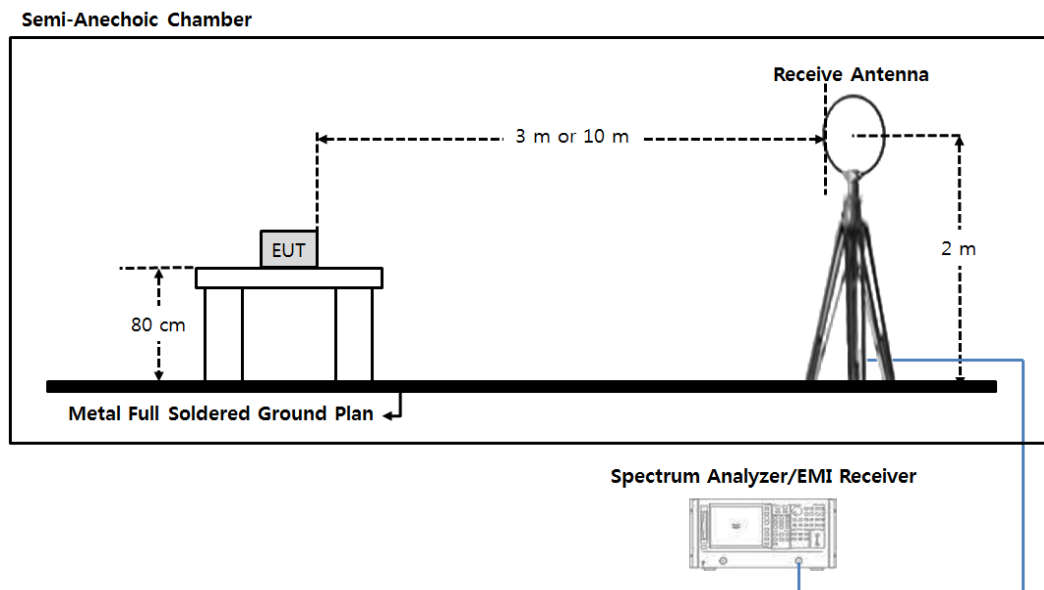 Semi-Anechoic Chamber
Receive Antenna
3 m or 10 m
EUT
2 m
80 cm
Metal Full Soldered Ground Plan
Spectrum Analyzer/EMI Receiver